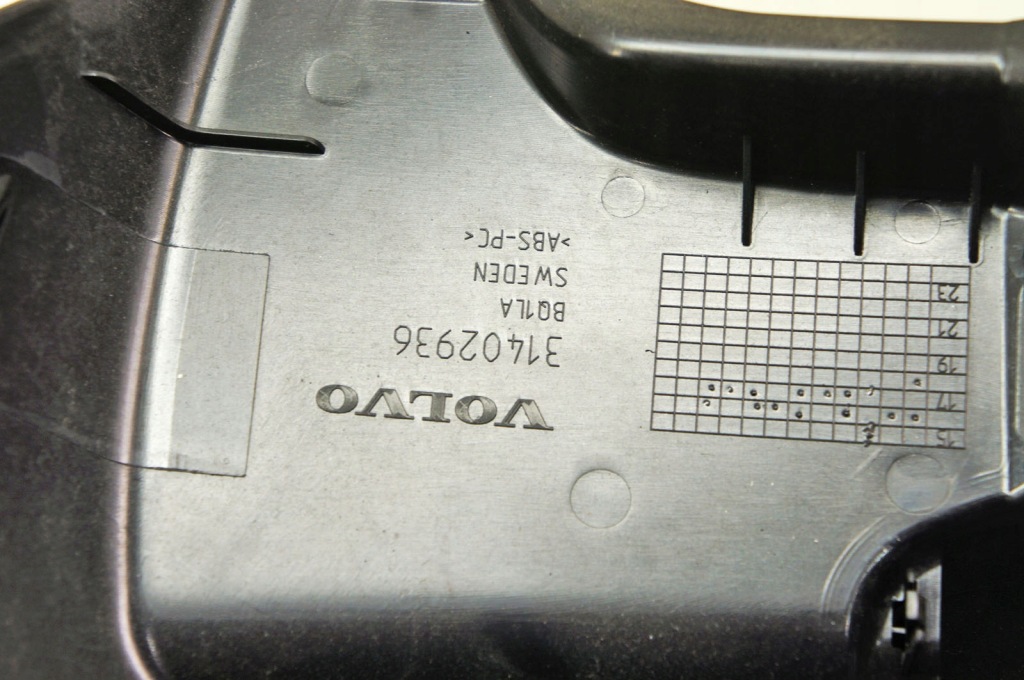 VOLVO
31402936
BQ1LA
SWEDEN
>ABS-PC<
15
17
19
21
23